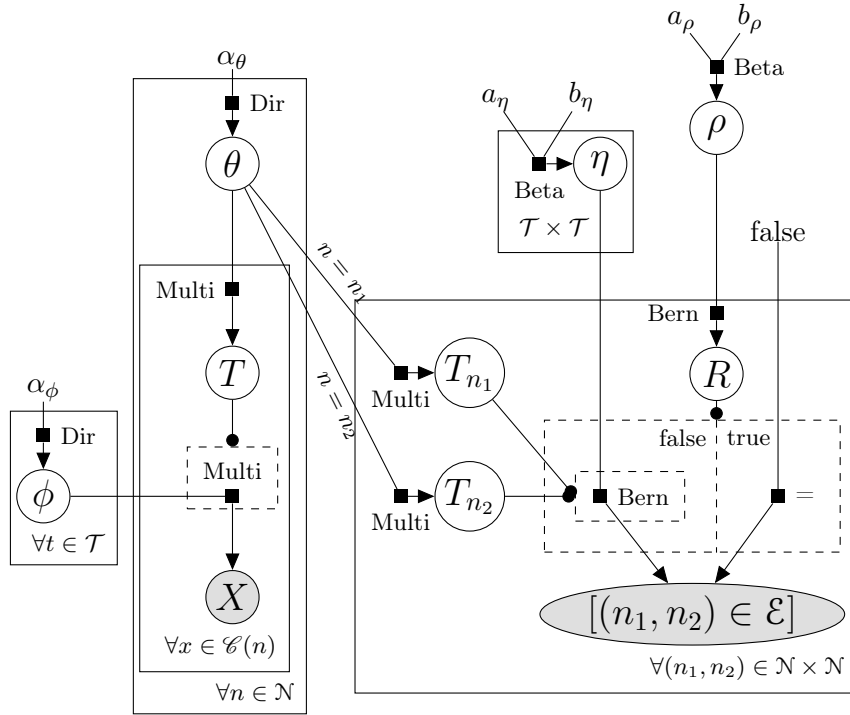 a_ρ b_ρ
α_θ
Beta
Dir
a_η b_η
ρ
θ
η
Beta
𝒯 × 𝒯
false
n = n_1
Multi
Bern
n = n_2
T
T_{n_1}
R
α_ϕ
Multi
Dir
false true
Multi
ϕ
T_{n_2}
Bern
=
Multi
∀t ∈ 𝒯
X
[(n_1, n_2) ∈ ℰ]
∀x ∈ 𝒞(n)
∀(n_1, n_2) ∈ 𝒩 × 𝒩
∀n ∈ 𝒩